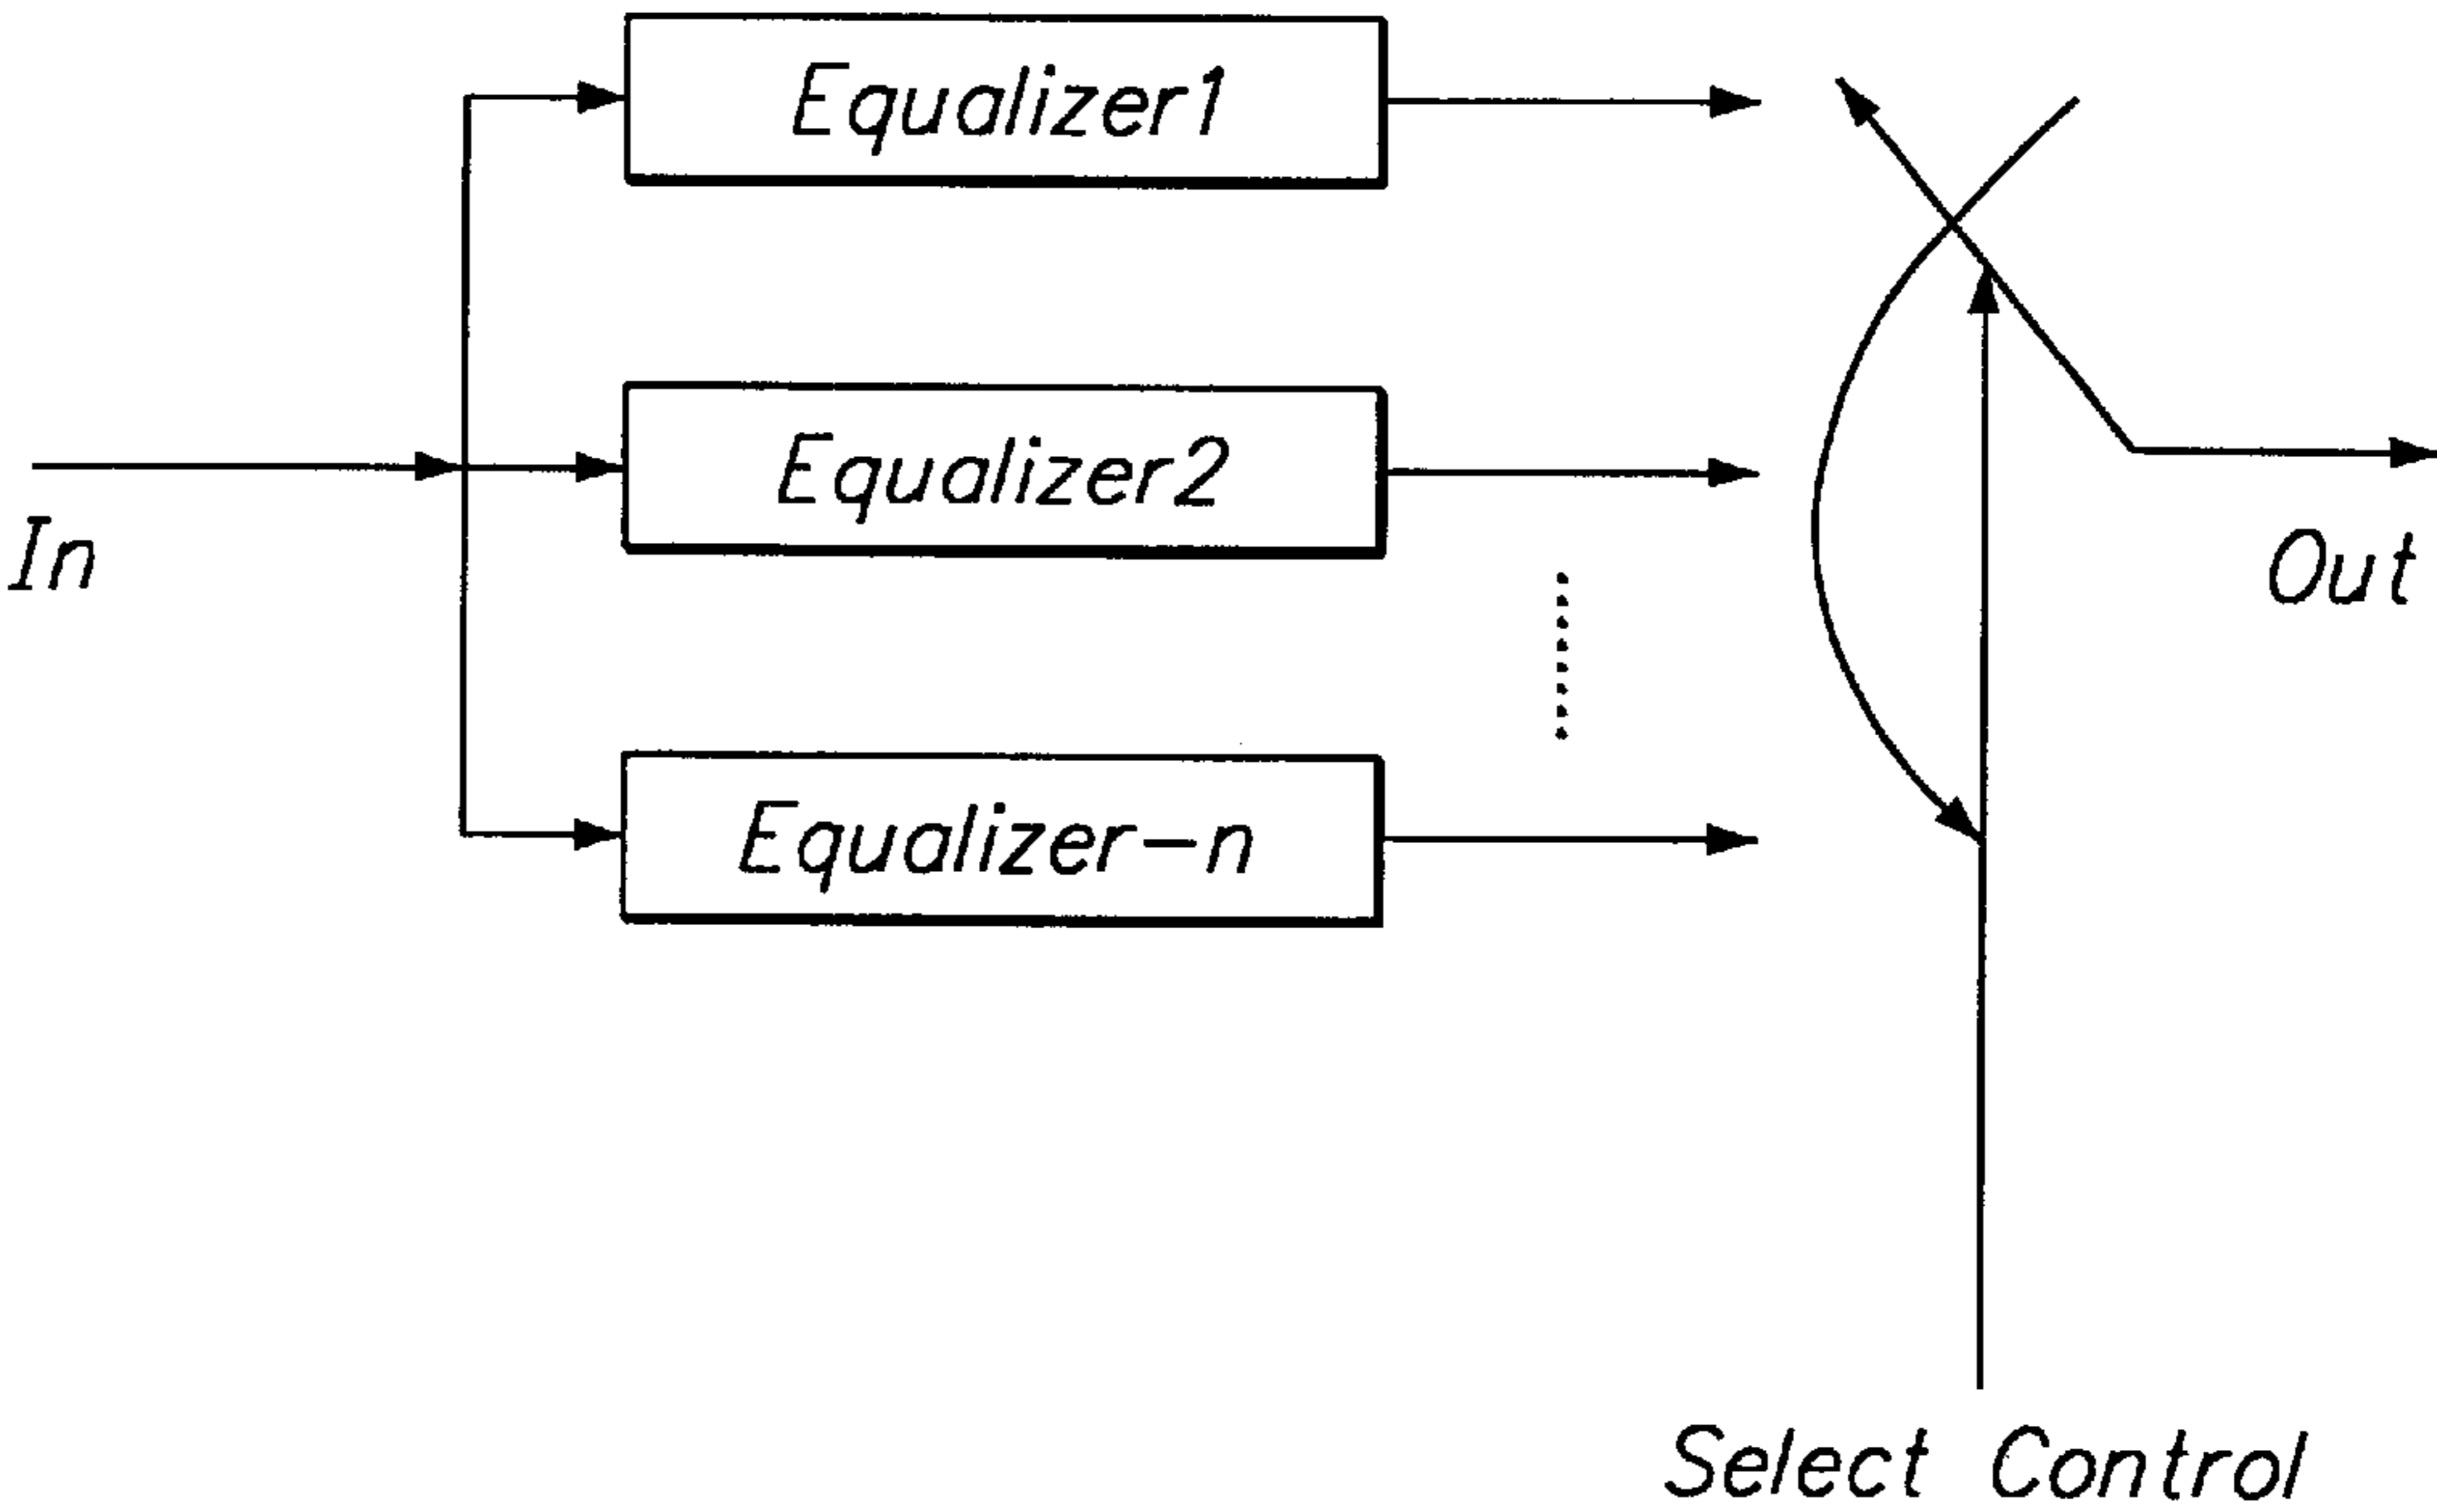 Equalizer1
Equalizer2
In
Out
Equalizer-n
Select Control